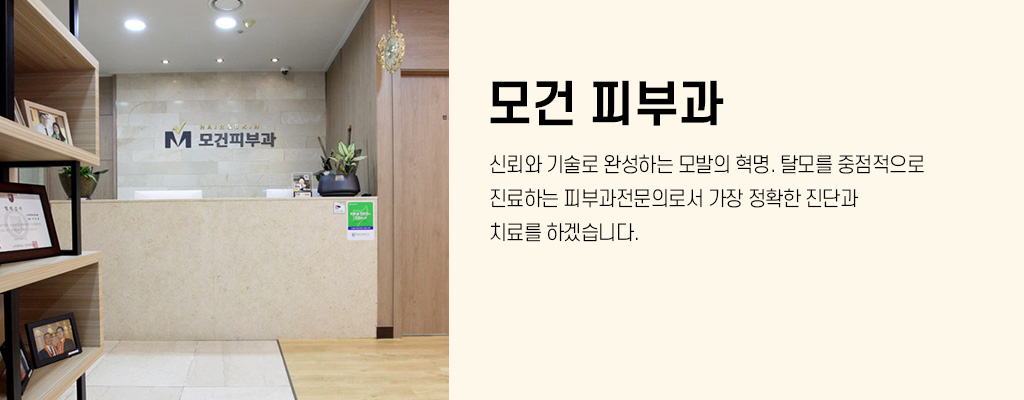 HAIR & SKIN
모건피부과
모건 피부과
신뢰와 기술로 완성하는 모발의 혁명. 탈모를 중점적으로
진료하는 피부과전문의로서 가장 정확한 진단과
치료를 하겠습니다.